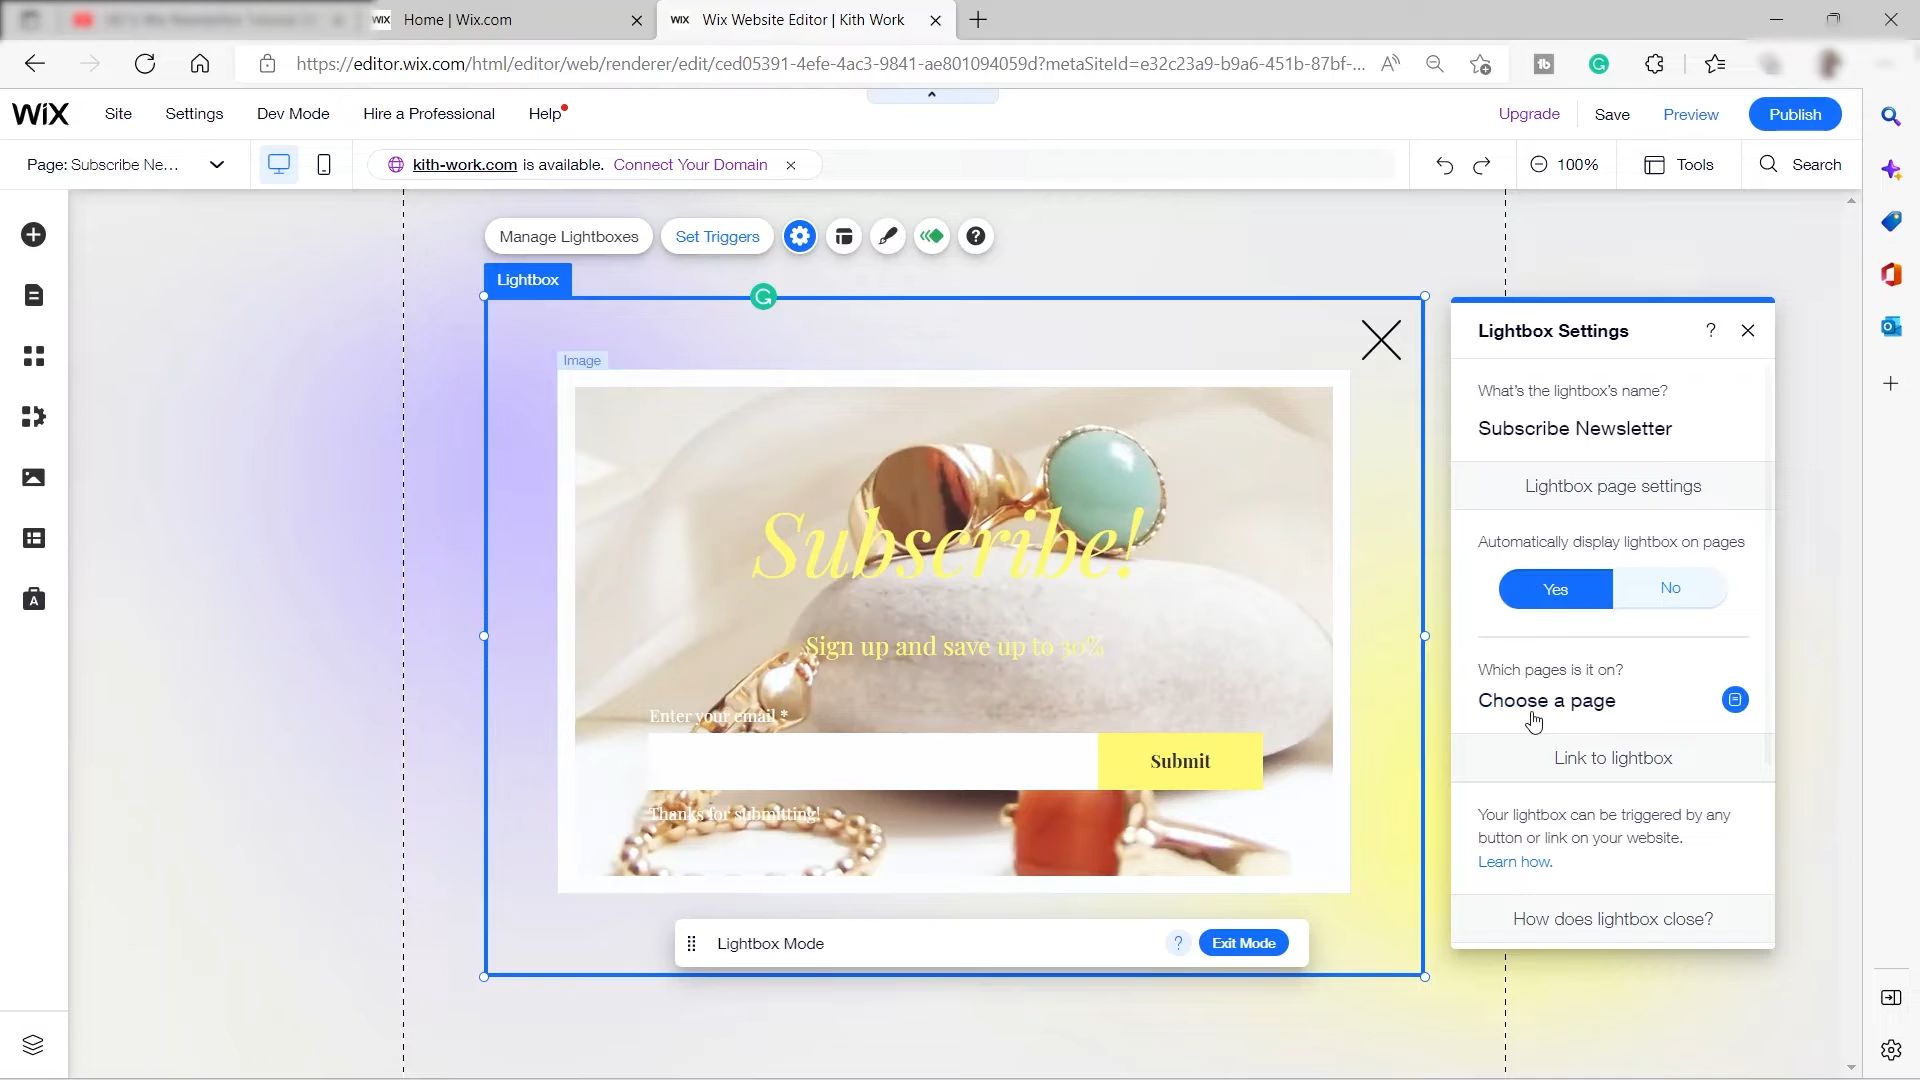 WIX Home | Wix.com
WIX Wix Website Editor | Kith Work
https://editor.wix.com/html/editor/web/renderer/edit/ced05391-4efe-4ac3-9841-ae801094059d?metaSiteId=e32c23a9-b9a6-451b-87bf-...
WiX Site Settings Dev Mode Hire a Professional Help Upgrade Save Preview Publish
Page: Subscribe Ne... kith-work.com is available. Connect Your Domain 100% Tools Search
Manage Lightboxes Set Triggers
Lightbox
Image
Subscribe!
Sign up and save up to 30%
Enter your email *
Submit
Thanks for submitting!
Lightbox Mode ? Exit Mode
Lightbox Settings ?
What's the lightbox's name?
Subscribe Newsletter
Lightbox page settings
Automatically display lightbox on pages
Yes No
Which pages is it on?
Choose a page
Link to lightbox
Your lightbox can be triggered by any
button or link on your website.
Learn how.
How does lightbox close?